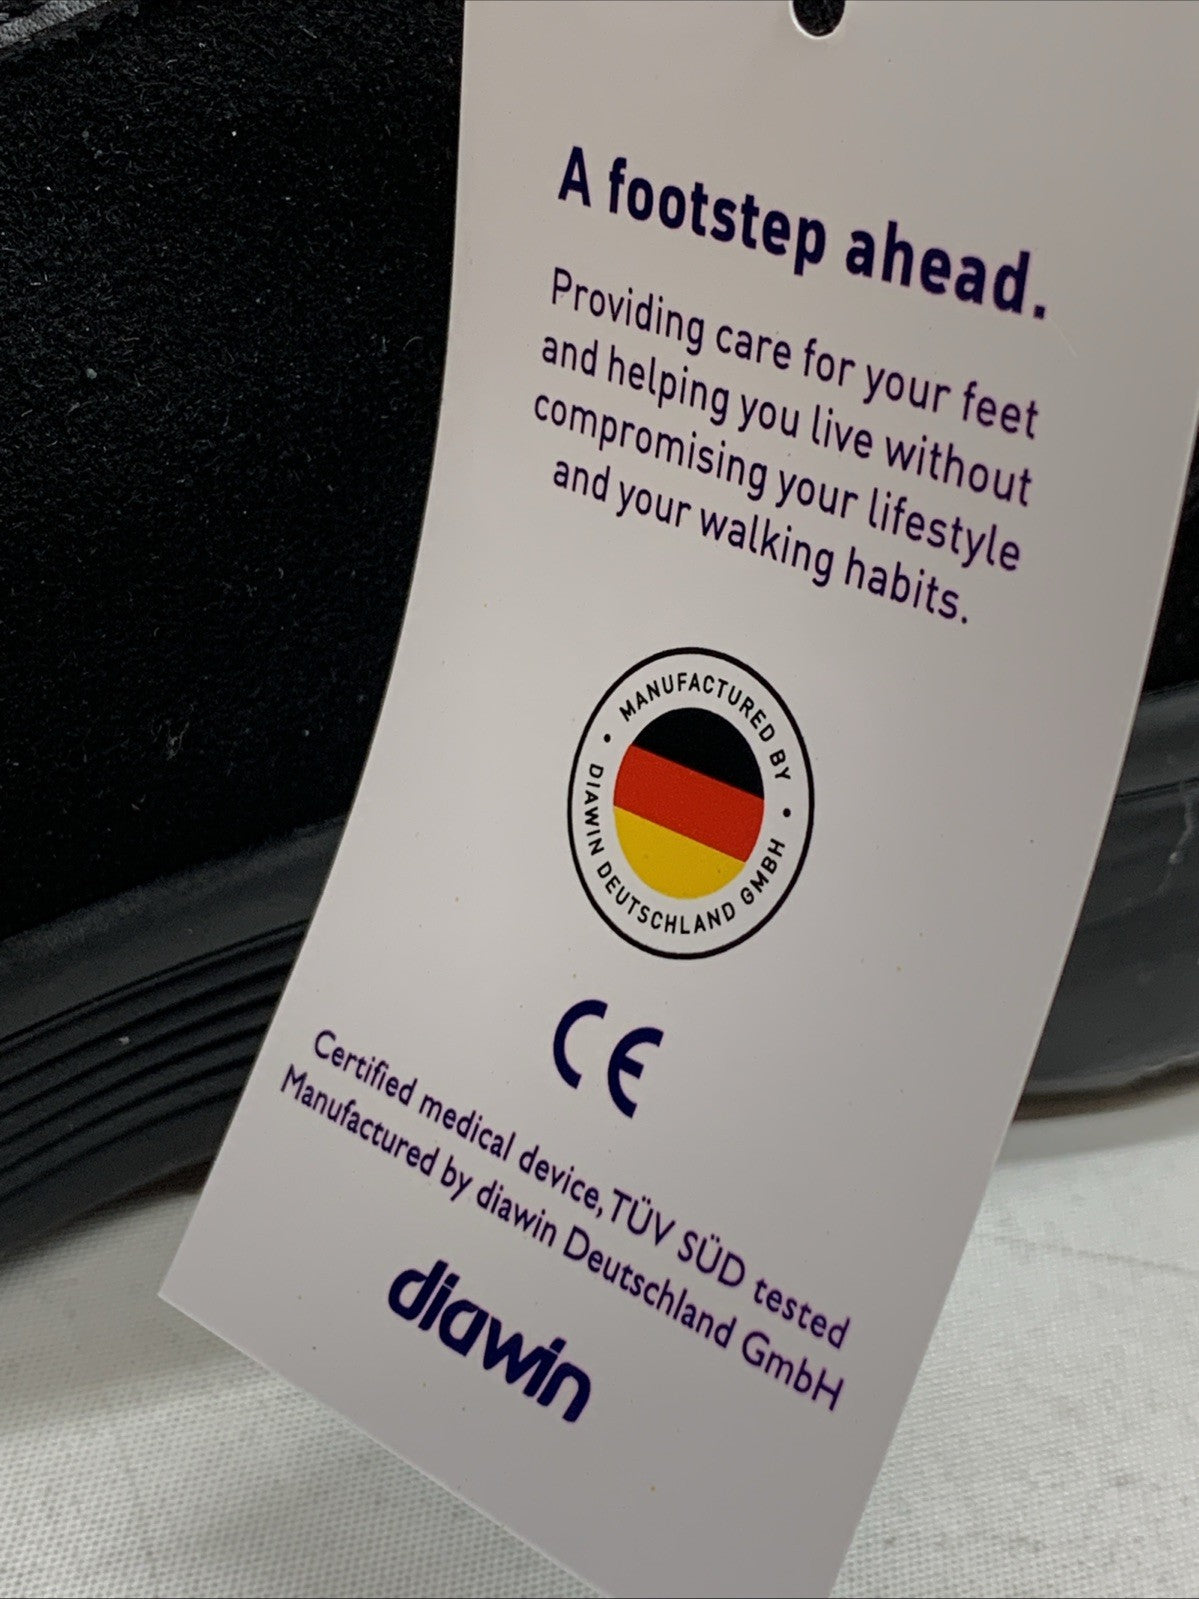 A footstep ahead.
Providing care for your feet
and helping you live without
compromising your lifestyle
and your walking habits.
• MANUFACTURED BY •
DIAWIN DEUTSCHLAND GMBH
CE
Certified medical device, TÜV SÜD tested
Manufactured by diawin Deutschland GmbH
diawin